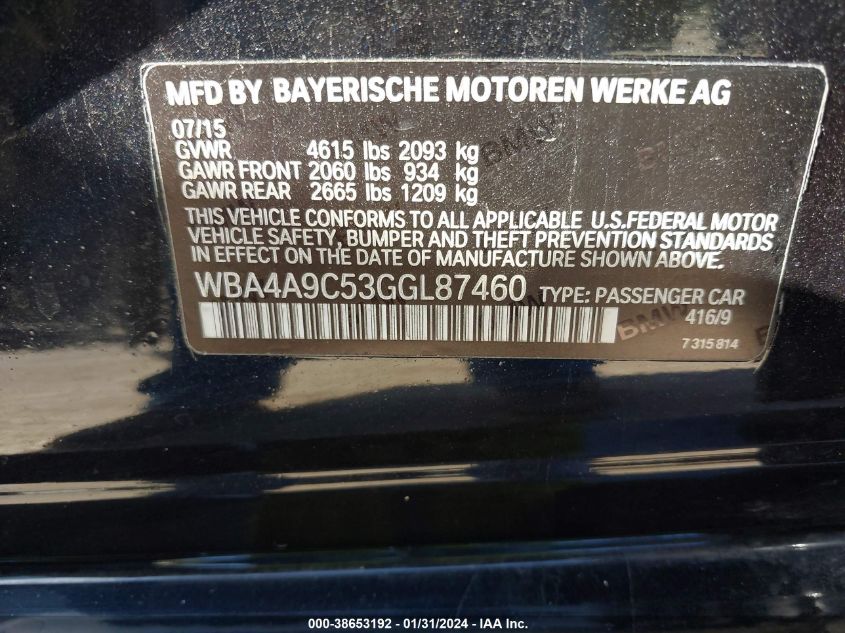 MFD BY BAYERISCHE MOTOREN WERKE AG
07/15
GVWR 4615 lbs 2093 kg
GAWR FRONT 2060 lbs 934 kg
GAWR REAR 2665 lbs 1209 kg
THIS VEHICLE CONFORMS TO ALL APPLICABLE U.S.FEDERAL MOTOR
VEHICLE SAFETY, BUMPER AND THEFT PREVENTION STANDARDS
IN EFFECT ON THE DATE OF MANUFACTURE SHOWN ABOVE.
WBA4A9C53GGL87460 TYPE: PASSENGER CAR
416/9
BMW
7 315 814
000-38653192 - 01/31/2024 - IAA Inc.